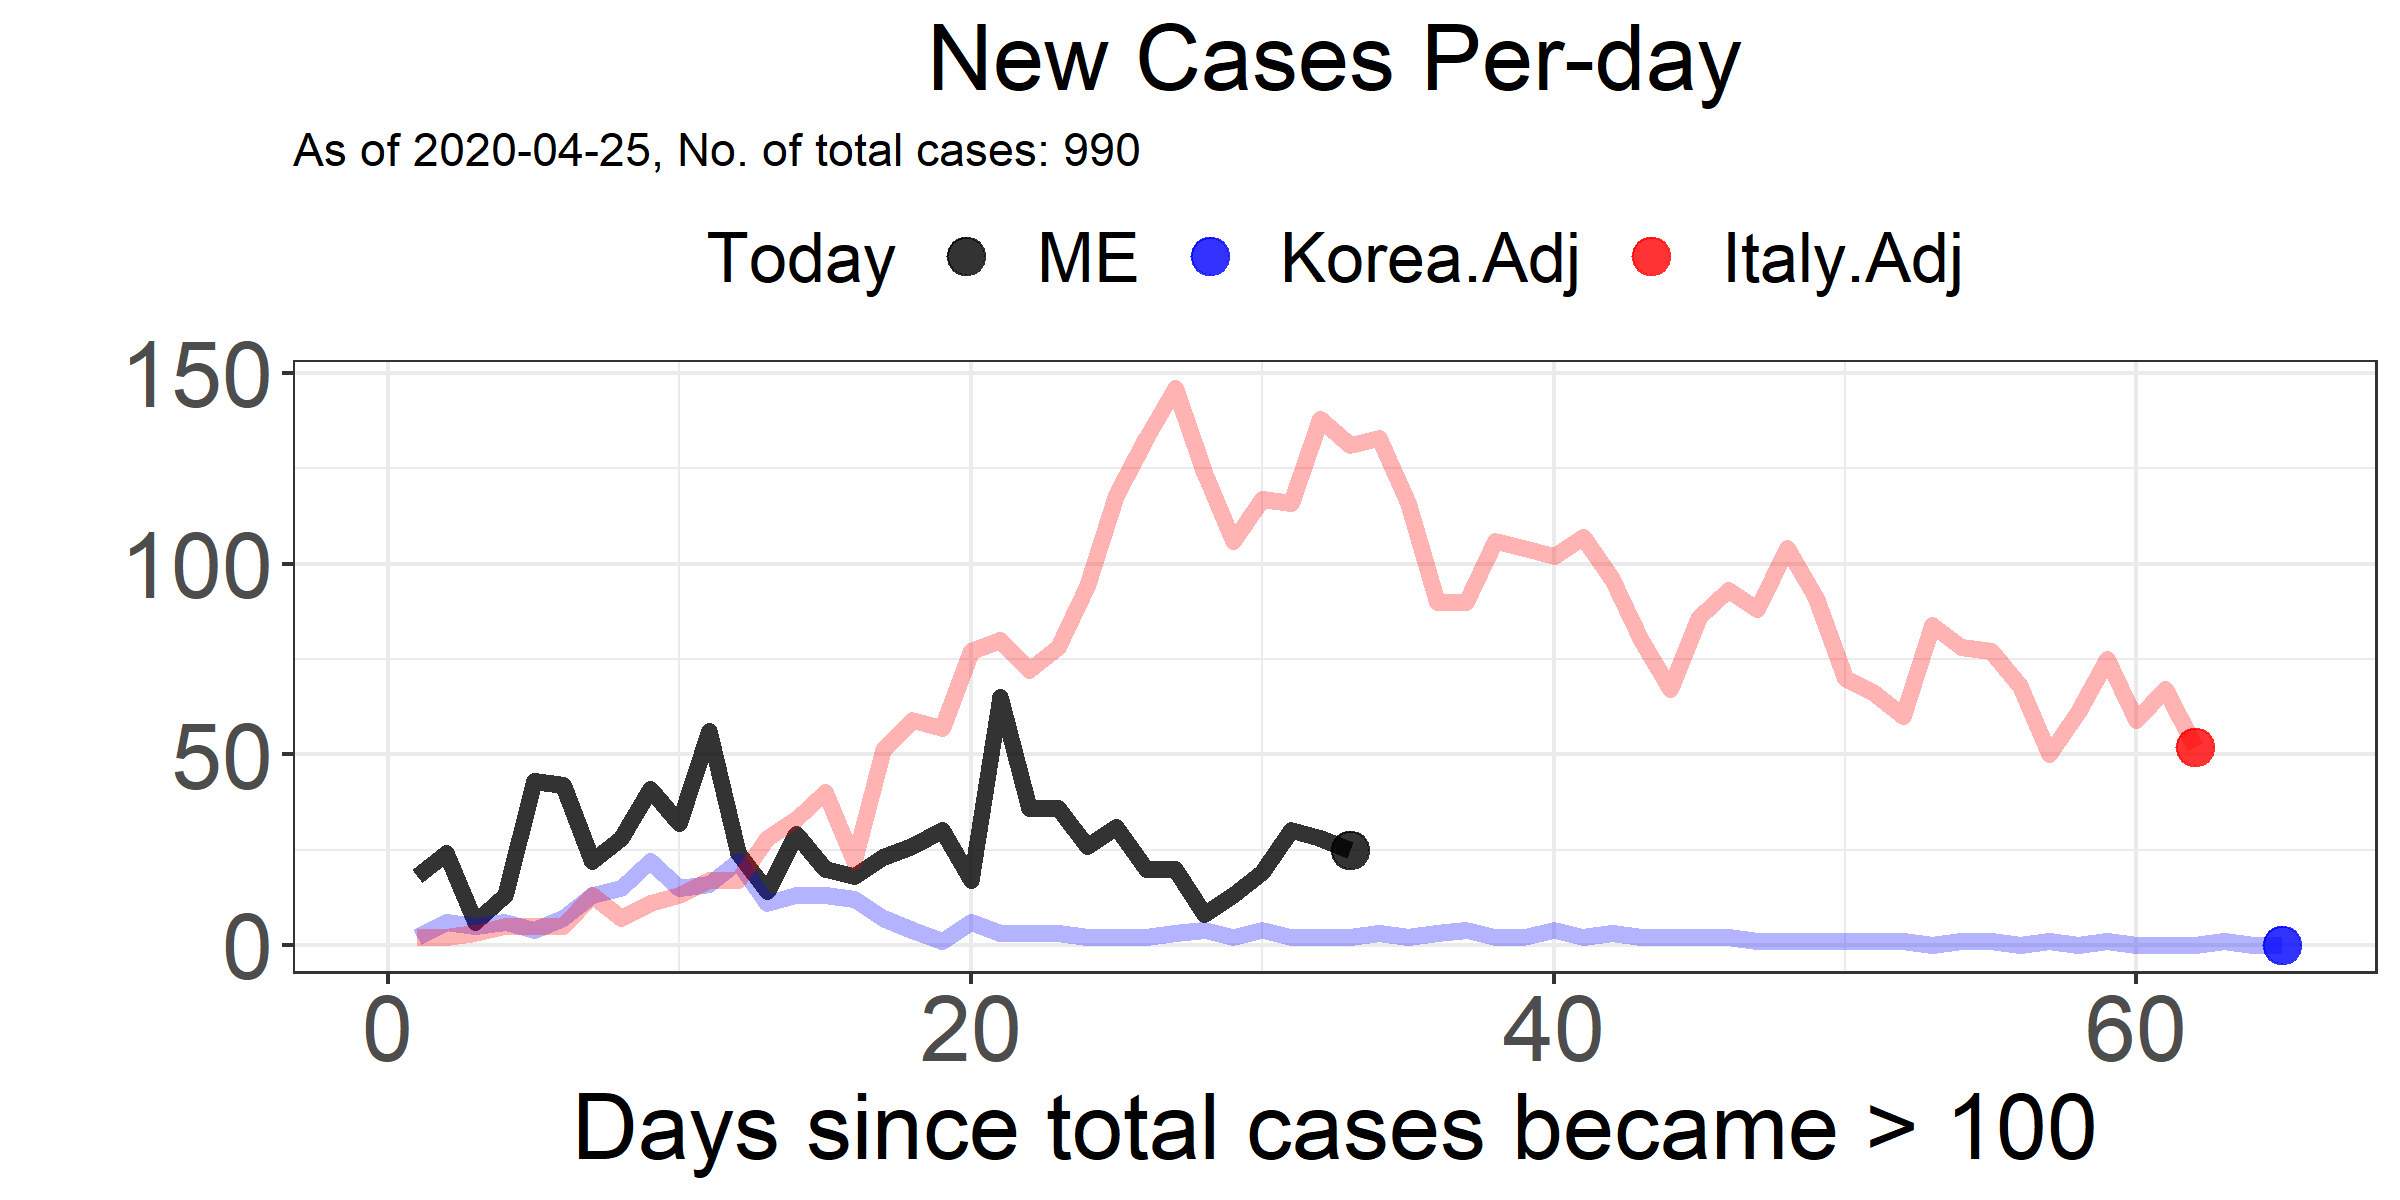 New Cases Per-day
As of 2020-04-25, No. of total cases: 990
Today ME Korea.Adj Italy.Adj
150
100
50
0
0 20 40 60
Days since total cases became > 100